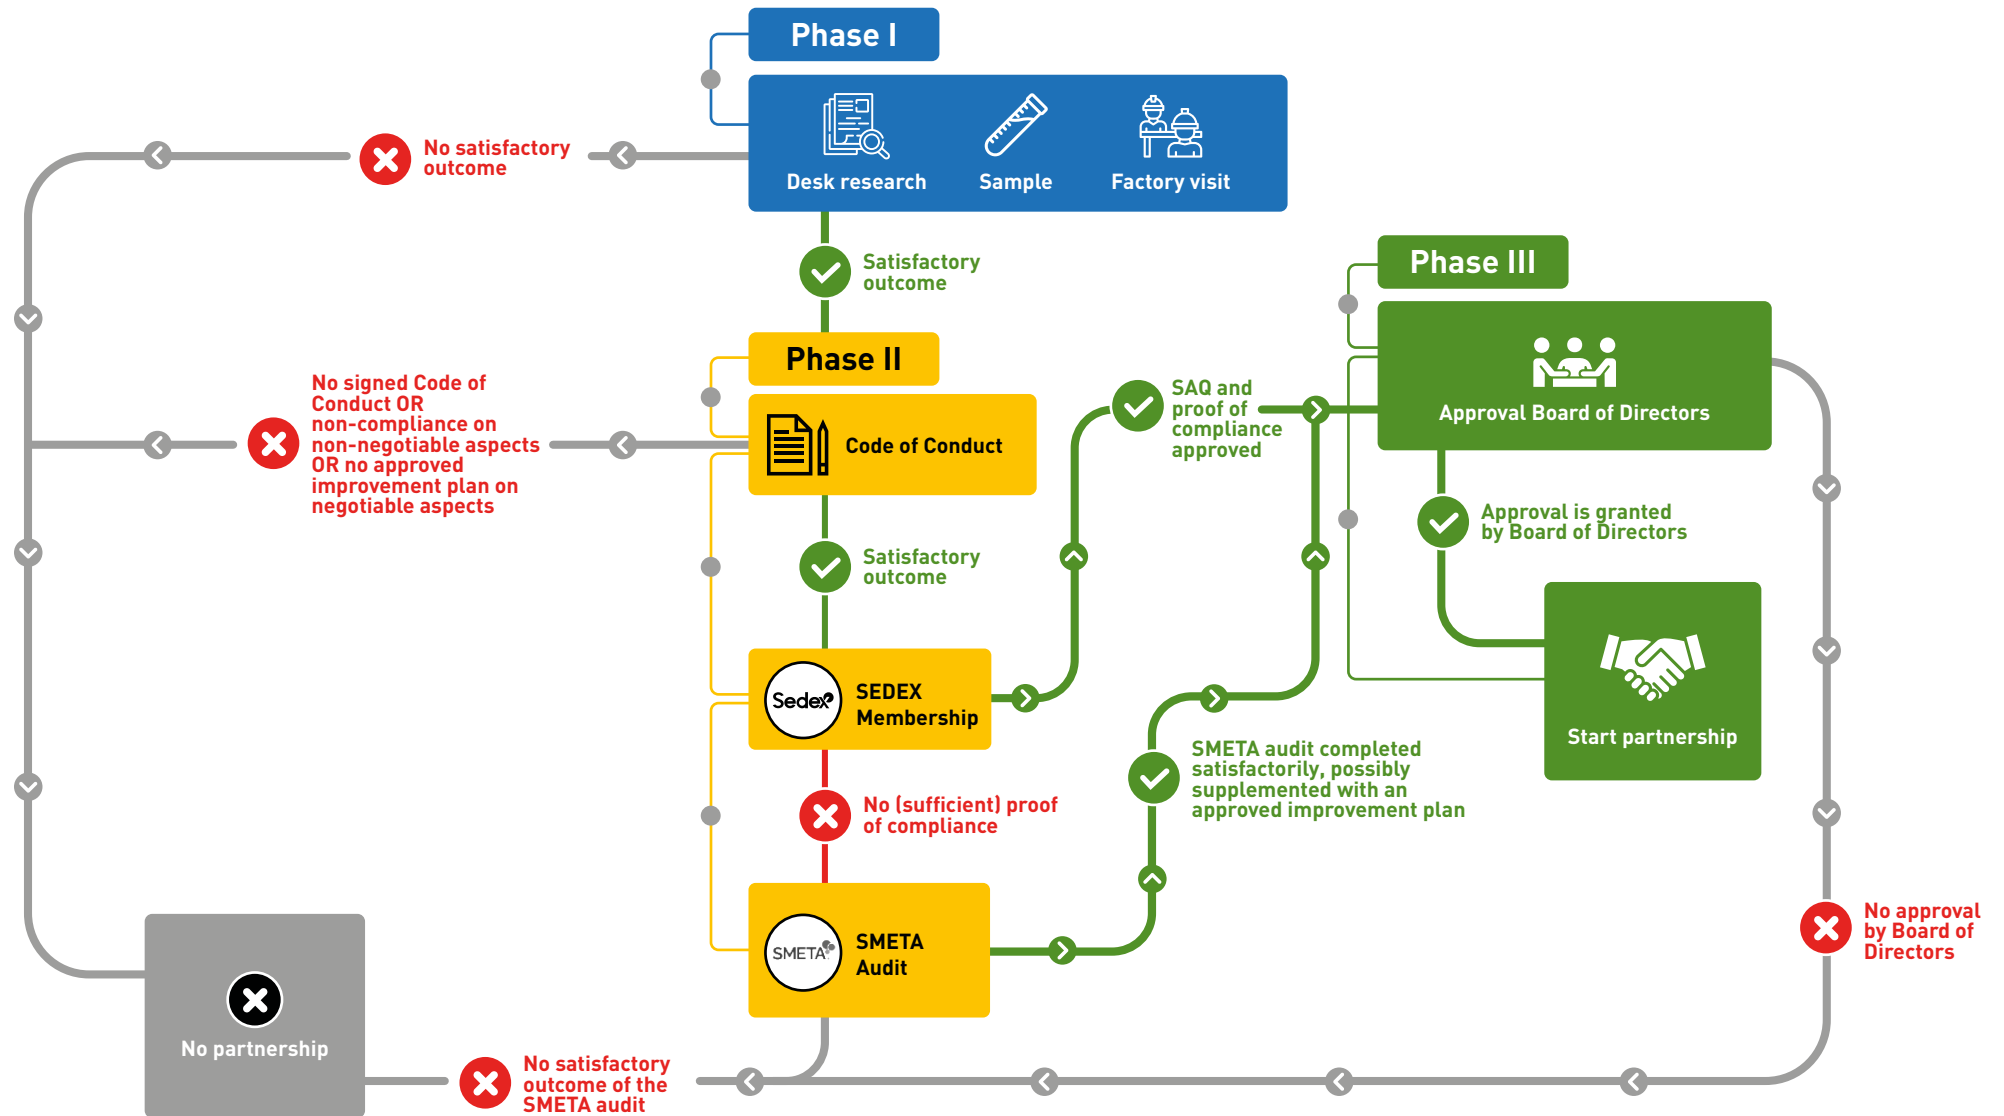 Phase I
Desk research
Sample
Factory visit
No satisfactory
outcome
Satisfactory
outcome
Phase III
Approval Board of Directors
Phase II
No signed Code of
Conduct OR
non-compliance on
non-negotiable aspects
OR no approved
improvement plan on
negotiable aspects
Code of Conduct
SAQ and
proof of
compliance
approved
Approval is granted
by Board of Directors
Satisfactory
outcome
Sedex
SEDEX
Membership
Start partnership
SMETA audit completed
satisfactorily, possibly
supplemented with an
approved improvement plan
No (sufficient) proof
of compliance
SMETA
SMETA
Audit
No approval
by Board of
Directors
No partnership
No satisfactory
outcome of the
SMETA audit